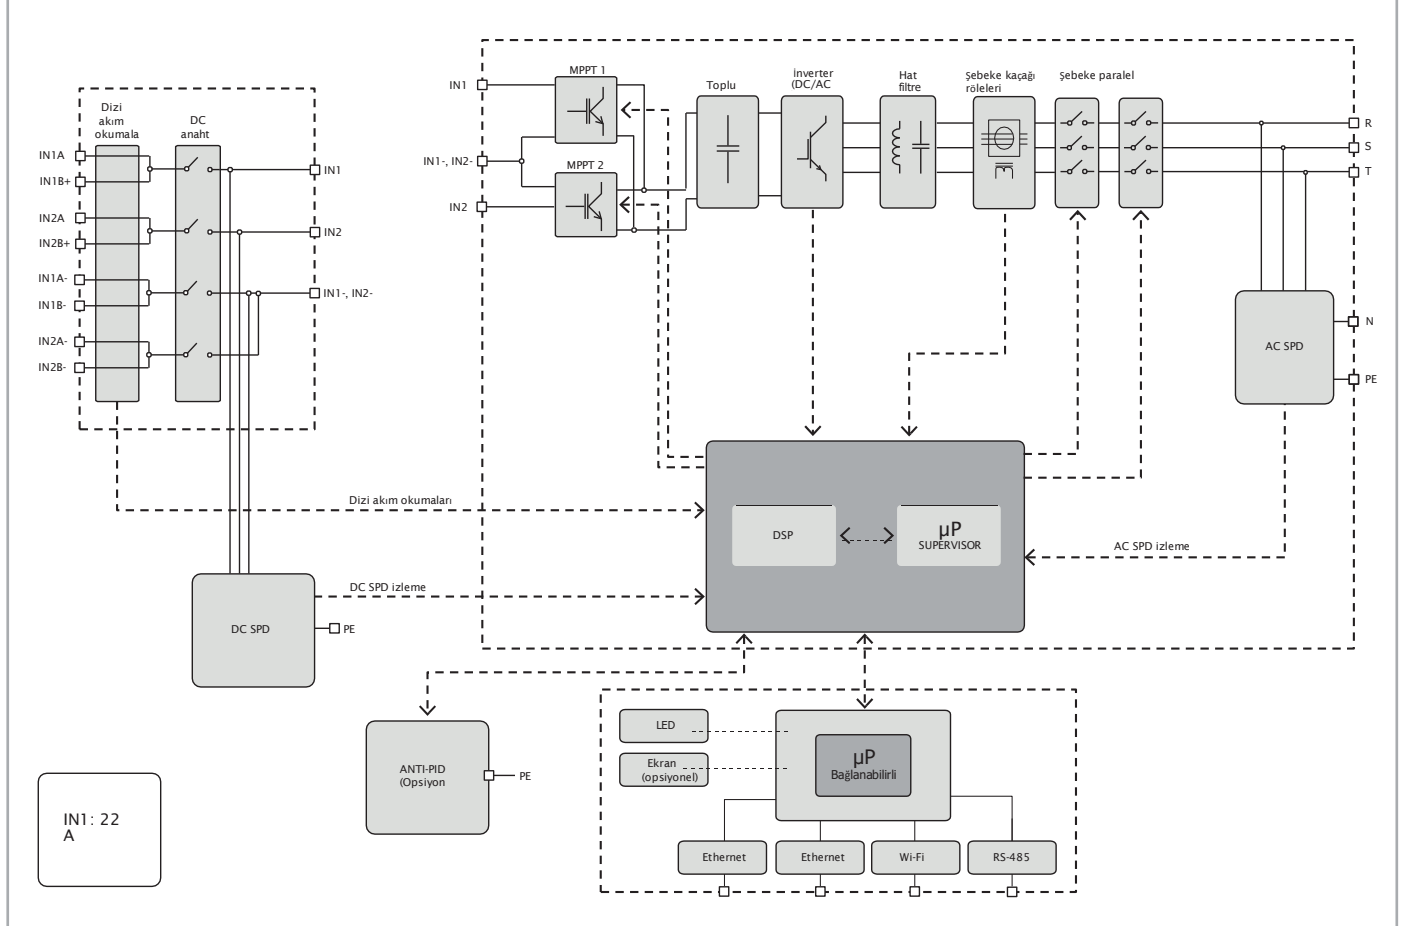 Dizi
akım
okumala
DC
anaht
IN1A
IN1B+
IN2A
IN2B+
IN1A-
IN1B-
IN2A-
IN2B-
IN1
IN2
IN1-, IN2-
IN1
IN1-, IN2-
IN2
MPPT 1
MPPT 2
Toplu
İnverter
(DC/AC
Hat
filtre
Şebeke kaçağı
röleleri
Şebeke paralel
R
S
T
AC SPD
N
PE
Dizi akım okumaları
DSP
µP
SUPERVISOR
AC SPD izleme
DC SPD izleme
DC SPD
PE
ANTI-PID
(Opsiyon
PE
LED
Ekran
(opsiyonel)
µP
Bağlanabilirli
Ethernet
Ethernet
Wi-Fi
RS-485
IN1: 22
A